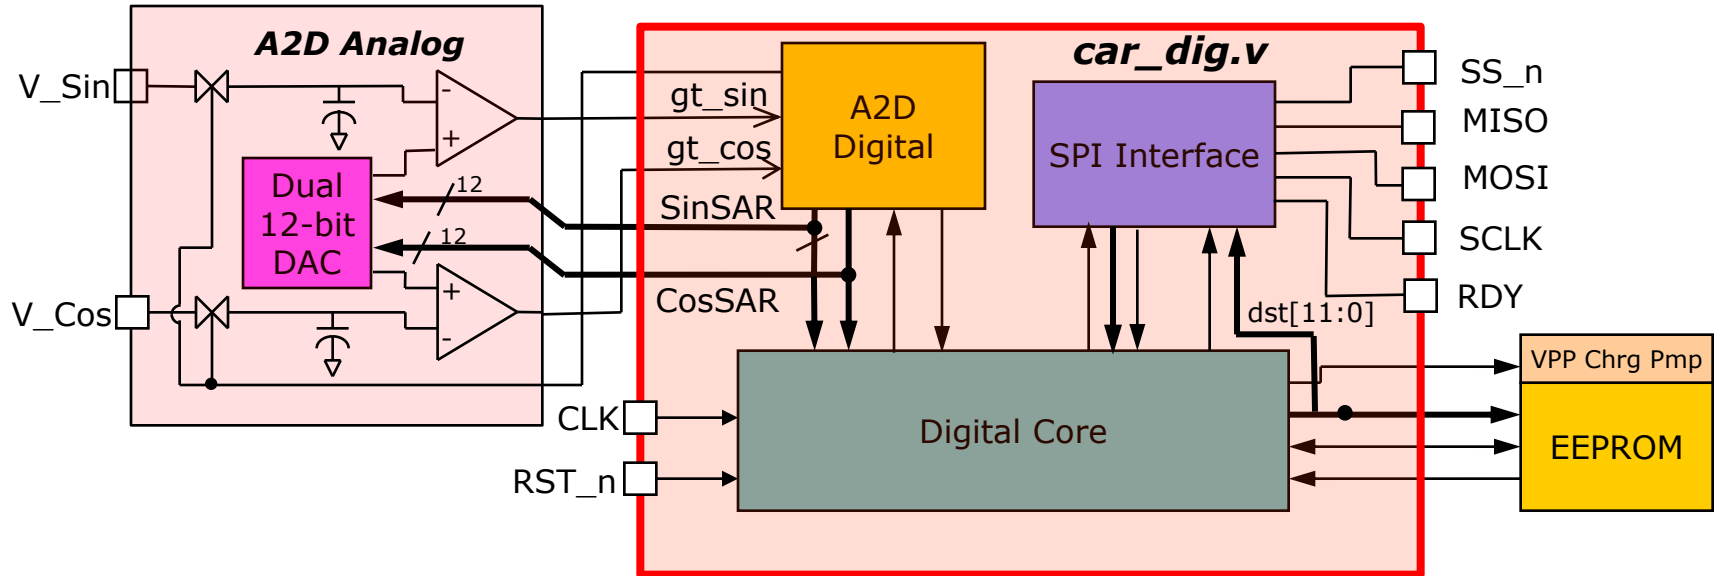 A2D Analog
V_Sin
Dual
12-bit
DAC
12
12
V_Cos
car_dig.v
gt_sin
gt_cos
A2D
Digital
SinSAR
CosSAR
SPI Interface
SS_n
MISO
MOSI
SCLK
RDY
dst[11:0]
CLK
RST_n
Digital Core
VPP Chrg Pmp
EEPROM
-
+
+
-